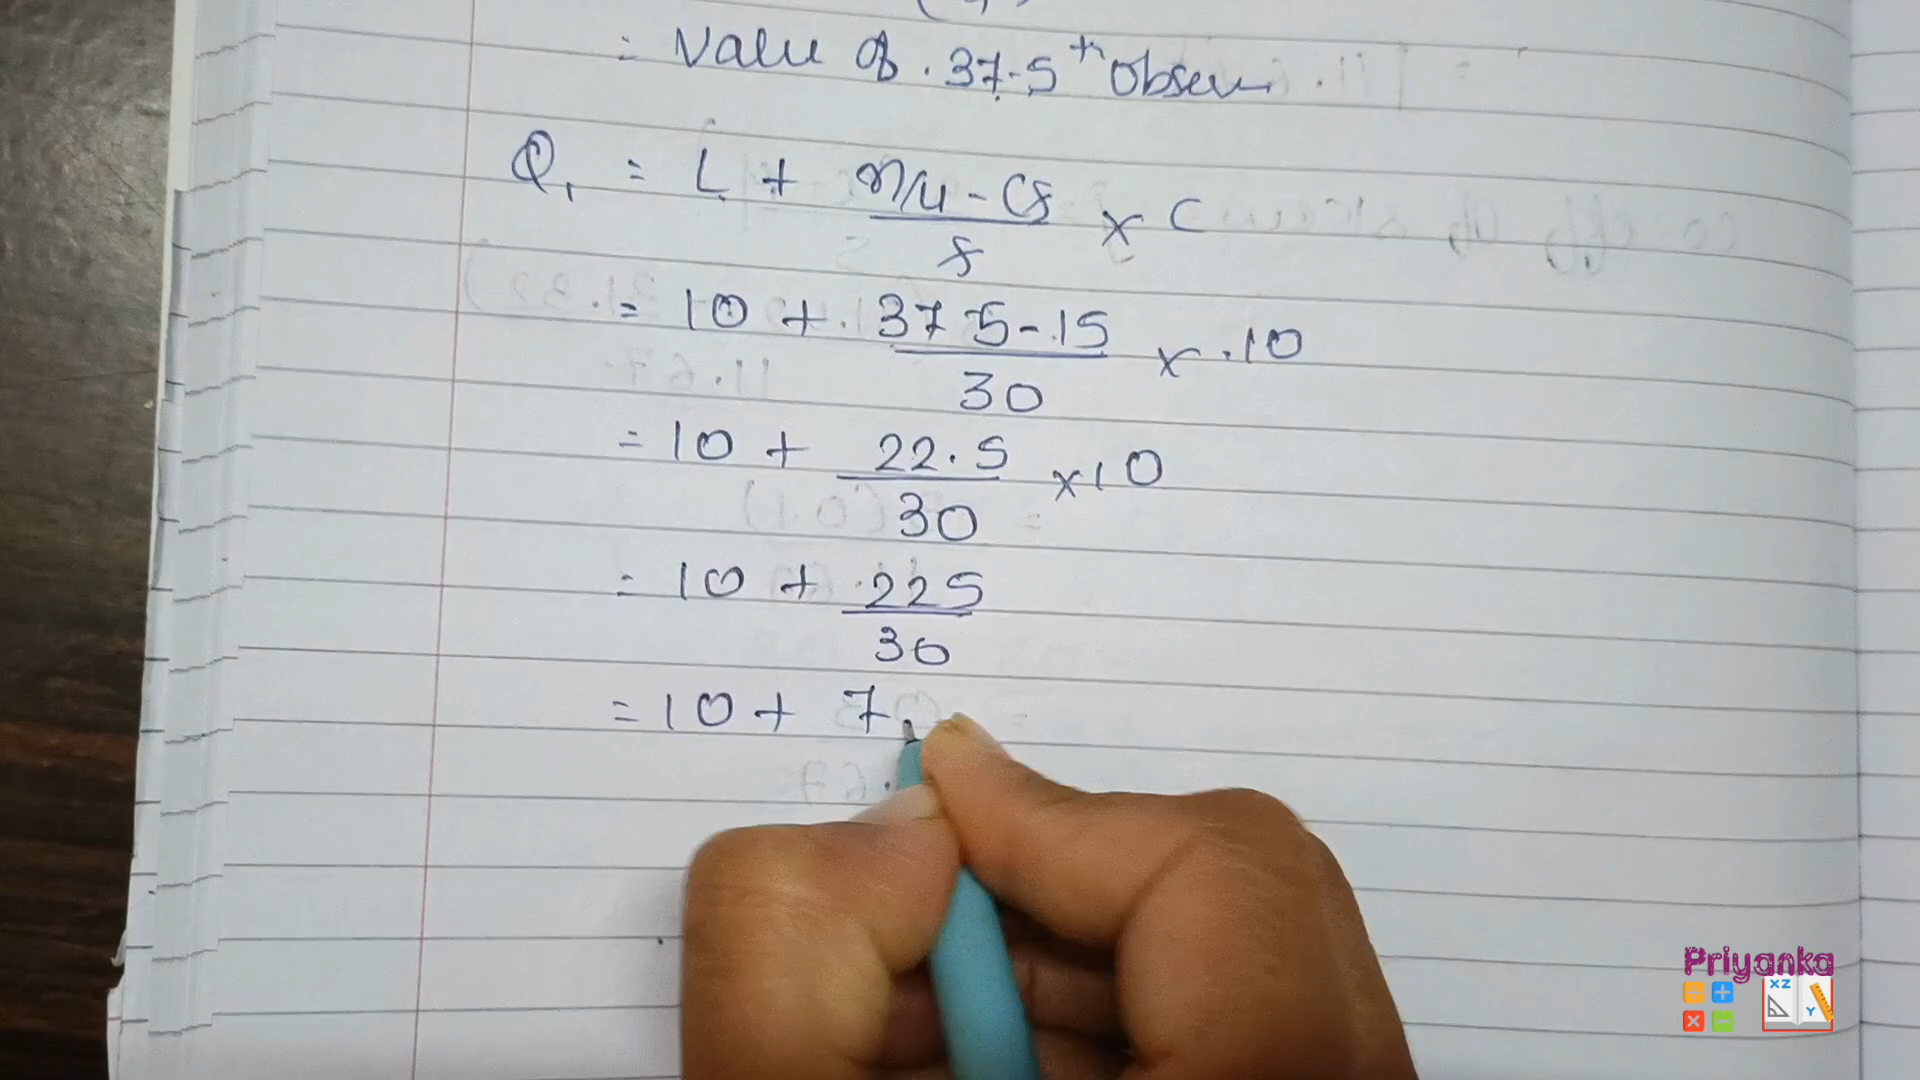 = Value of 37.5th Obser
Q1 = L + n/4 - Cf / f × C
= 10 + 37.5 - 15 / 30 × 10
= 10 + 22.5 / 30 × 10
= 10 + 225 / 30
= 10 + 7.
Priyanka